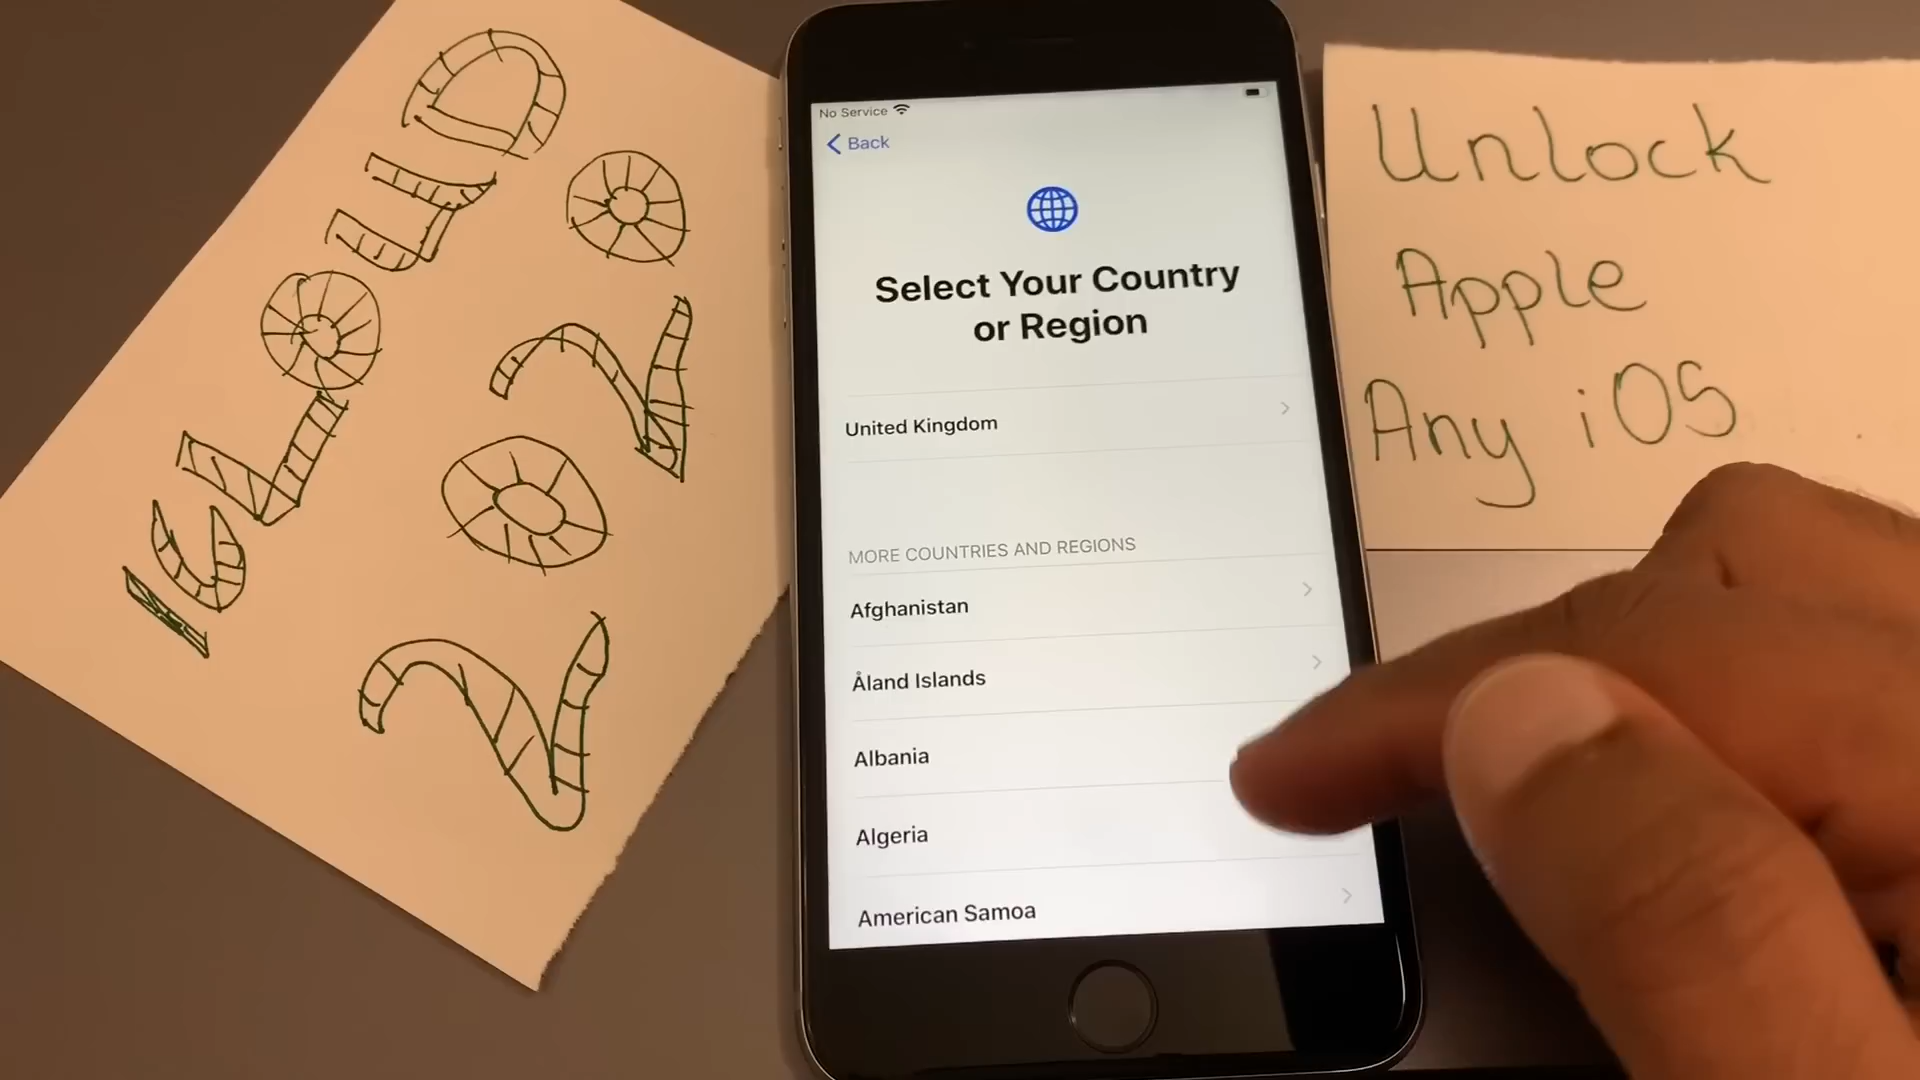 ICLOUD
2020
No Service
Back
Select Your Country
or Region
United Kingdom
MORE COUNTRIES AND REGIONS
Afghanistan
Åland Islands
Albania
Algeria
American Samoa
Unlock
Apple
Any iOS